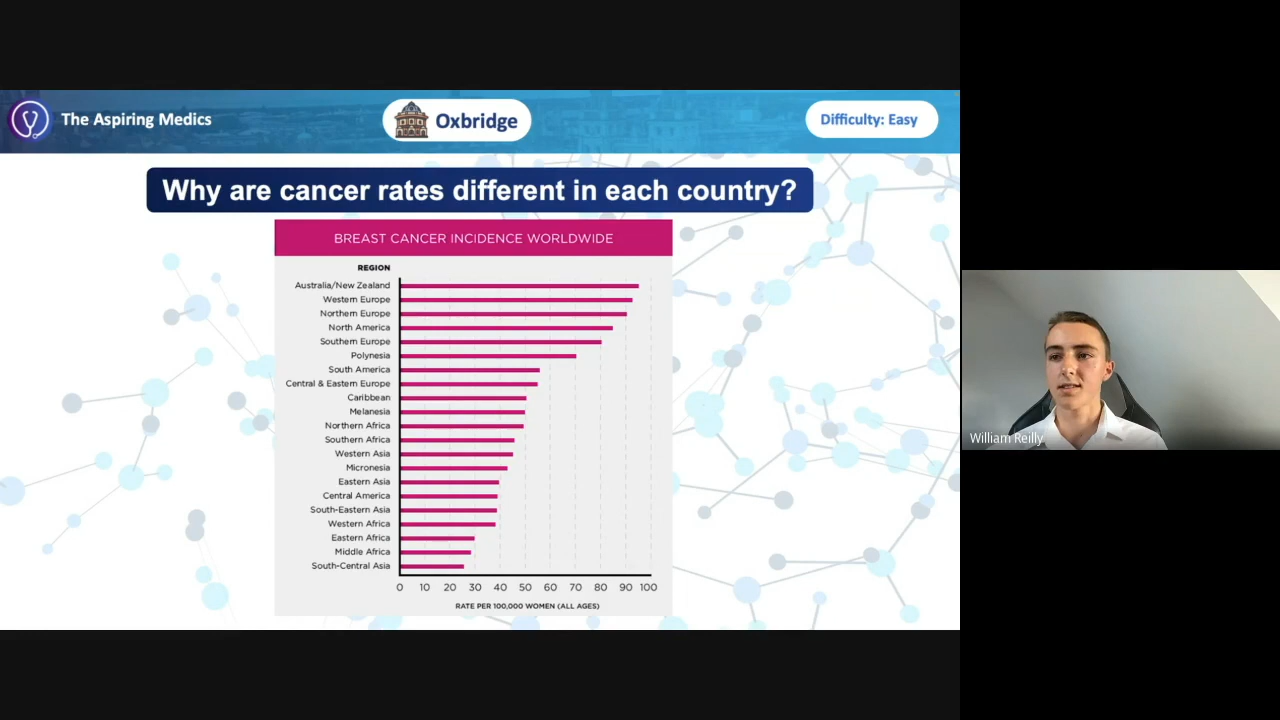 The Aspiring Medics
Oxbridge
Difficulty: Easy
Why are cancer rates different in each country?
BREAST CANCER INCIDENCE WORLDWIDE
REGION
Australia/New Zealand
Western Europe
Northern Europe
North America
Southern Europe
Polynesia
South America
Central & Eastern Europe
Caribbean
Melanesia
Northern Africa
Southern Africa
Western Asia
Micronesia
Eastern Asia
Central America
South-Eastern Asia
Western Africa
Eastern Africa
Middle Africa
South-Central Asia
0 10 20 30 40 50 60 70 80 90 100
RATE PER 100,000 WOMEN (ALL AGES)
William Reilly